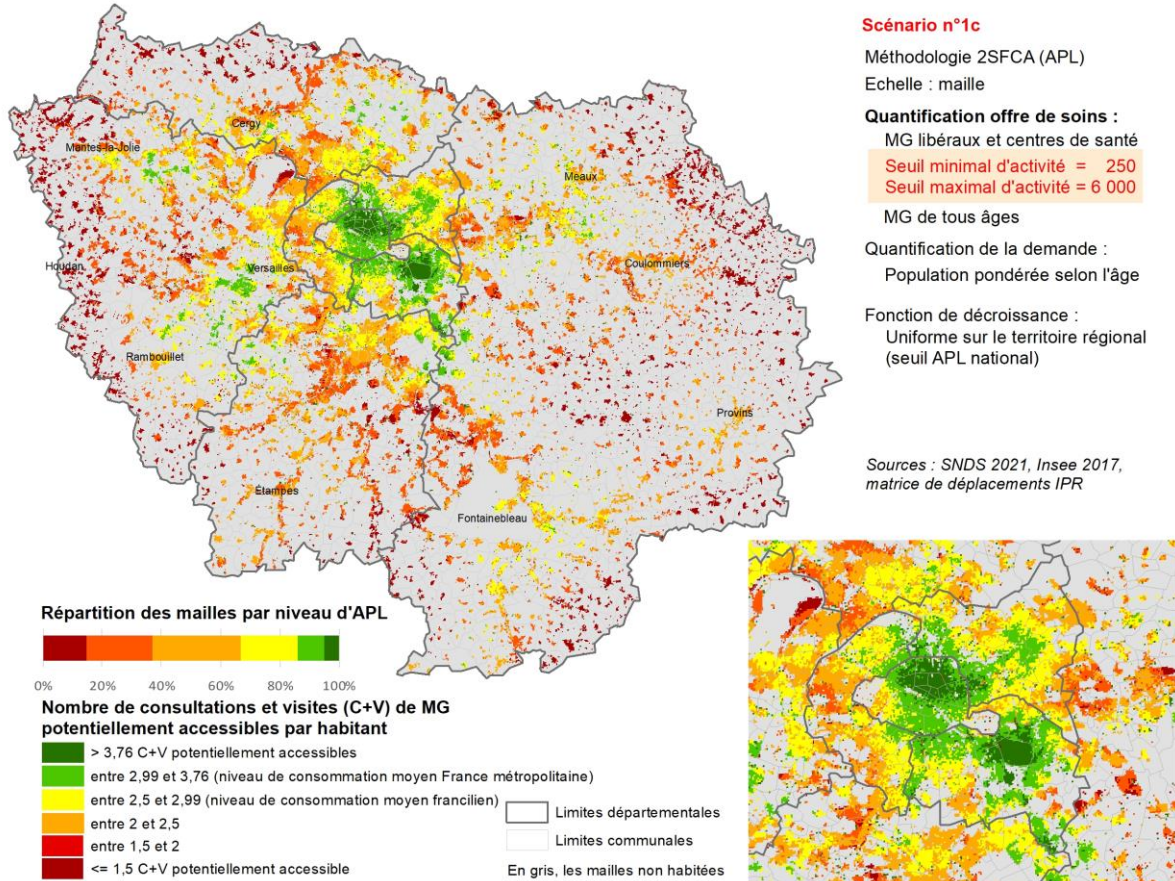 Scénario n°1c
Méthodologie 2SFCA (APL)
Echelle : maille
Quantification offre de soins :
MG libéraux et centres de santé
Seuil minimal d'activité = 250
Seuil maximal d'activité = 6 000
MG de tous âges
Quantification de la demande :
Population pondérée selon l'âge
Fonction de décroissance :
Uniforme sur le territoire régional
(seuil APL national)
Sources : SNDS 2021, Insee 2017,
matrice de déplacements IPR
Cergy
Mantes-la-Jolie
Meaux
Houdan
Versailles
Coulommiers
Rambouillet
Provins
Étampes
Fontainebleau
Répartition des mailles par niveau d'APL
0% 20% 40% 60% 80% 100%
Nombre de consultations et visites (C+V) de MG
potentiellement accessibles par habitant
> 3,76 C+V potentiellement accessibles
entre 2,99 et 3,76 (niveau de consommation moyen France métropolitaine)
entre 2,5 et 2,99 (niveau de consommation moyen francilien)
entre 2 et 2,5
entre 1,5 et 2
<= 1,5 C+V potentiellement accessible
Limites départementales
Limites communales
En gris, les mailles non habitées